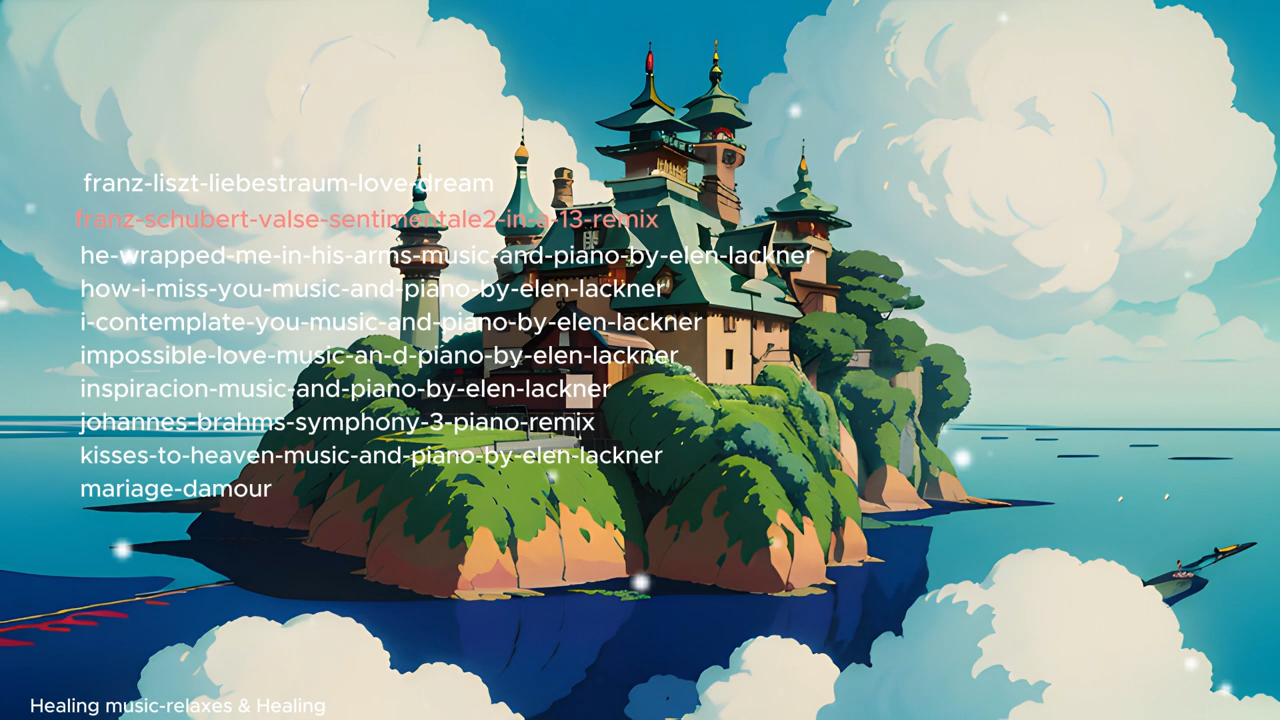 franz-liszt-liebestraum-love-dream
franz-schubert-valse-sentimentale2-in-a-13-remix
he-wrapped-me-in-his-arms-music-and-piano-by-elen-lackner
how-i-miss-you-music-and-piano-by-elen-lackner
i-contemplate-you-music-and-piano-by-elen-lackner
impossible-love-music-an-d-piano-by-elen-lackner
inspiracion-music-and-piano-by-elen-lackner
johannes-brahms-symphony-3-piano-remix
kisses-to-heaven-music-and-piano-by-elen-lackner
mariage-damour
Healing music-relaxes & Healing